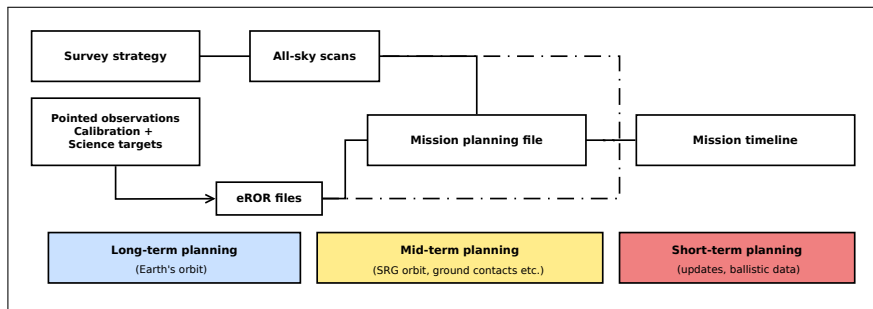 Survey strategy
All-sky scans
Pointed observations
Calibration +
Science targets
Mission planning file
Mission timeline
eROR files
Long-term planning
(Earth's orbit)
Mid-term planning
(SRG orbit, ground contacts etc.)
Short-term planning
(updates, ballistic data)